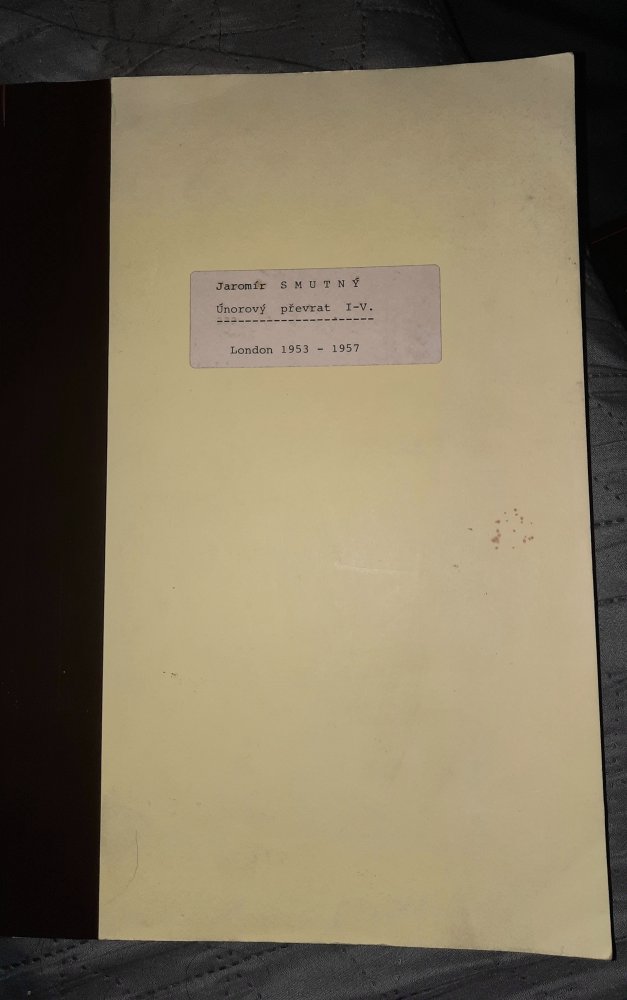 Jaromír S M U T N Ý
Únorový převrat I-V.
London 1953 - 1957